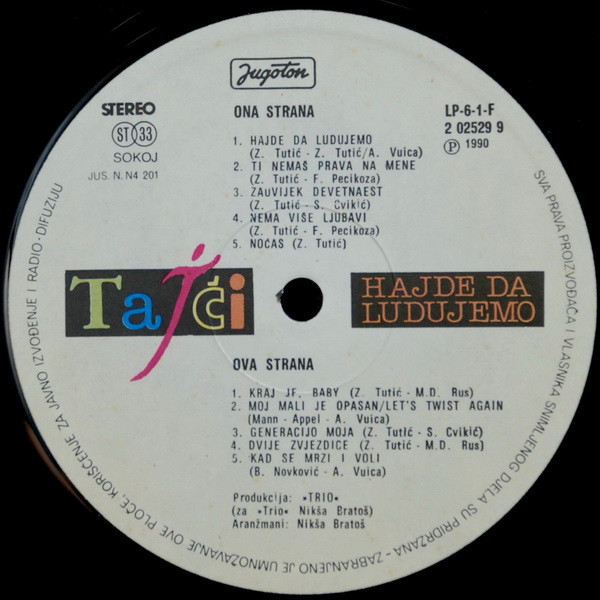 Jugoton
STEREO
ST 33
SOKOJ
JUS. N. N4 201
ONA STRANA
LP-6-1-F
2 02529 9
Ⓟ 1990
1. HAJDE DA LUDUJEMO
(Z. Tutić - Z. Tutić/A. Vuica)
2. TI NEMAŠ PRAVA NA MENE
(Z. Tutić - F. Pecikoza)
3. ZAUVIJEK DEVETNAEST
(Z. Tutić - S. Cvikić)
4. NEMA VIŠE LJUBAVI
(Z. Tutić - F. Pecikoza)
5. NOĆAS (Z. Tutić)
Tajči
HAJDE DA
LUDUJEMO
OVA STRANA
1. KRAJ JE, BABY (Z. Tutić - M.D. Rus)
2. MOJ MALI JE OPASAN/LET'S TWIST AGAIN
(Mann - Appel - A. Vuica)
3. GENERACIJO MOJA (Z. Tutić - S. Cvikić)
4. DVIJE ZVJEZDICE (Z. Tutić - M.D. Rus)
5. KAD SE MRZI I VOLI
(B. Novković - A. Vuica)
Produkcija: »TRIO«
(za »Trio« Nikša Bratoš)
Aranžmani: Nikša Bratoš
SVA PRAVA PROIZVOĐAČA I VLASNIKA SNIMLJENOG DJELA SU PRIDRŽANA - ZABRANJENO JE UMNOŽAVANJE OVE PLOČE, KORIŠĆENJE ZA JAVNO IZVOĐENJE I RADIO-DIFUZIJU